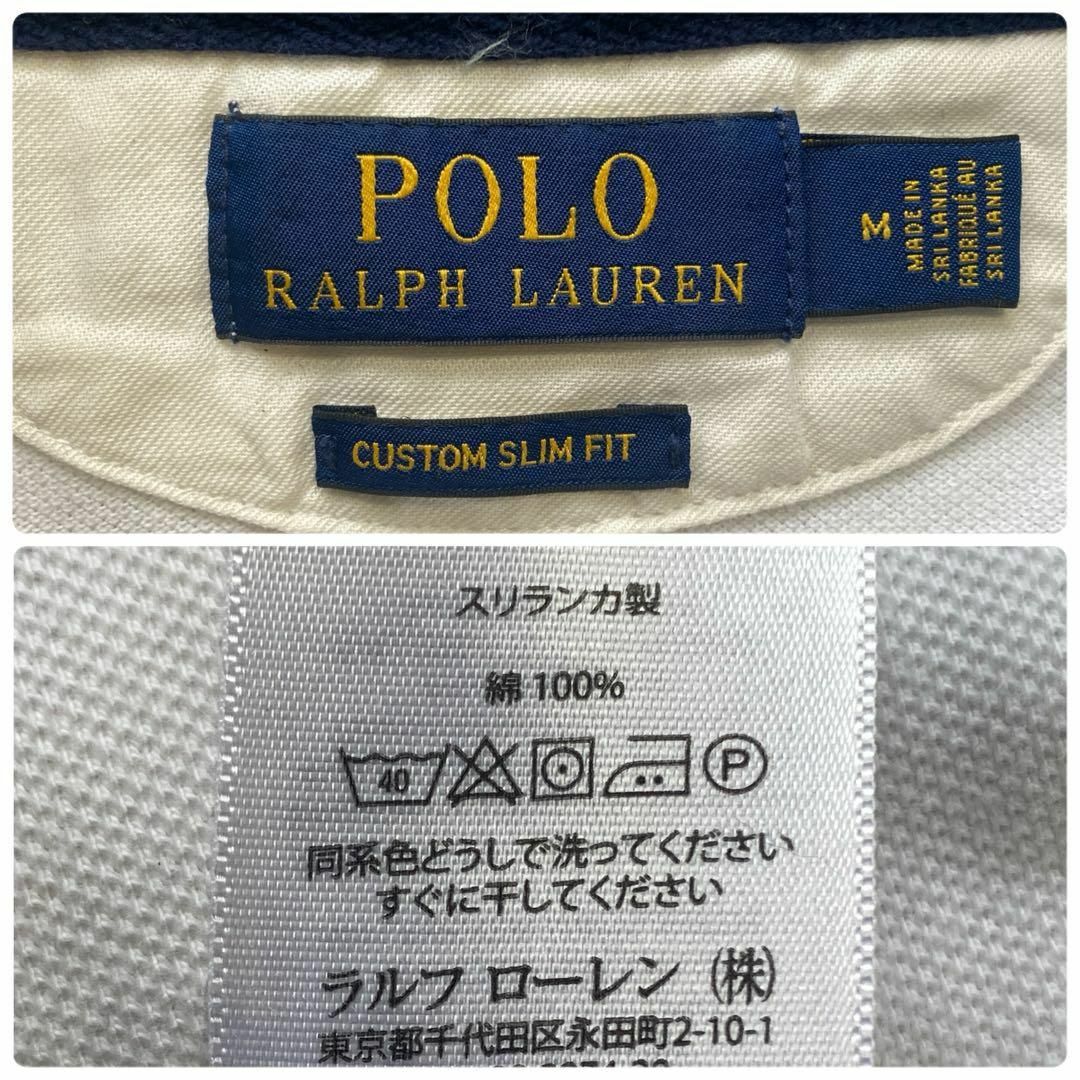 POLO
RALPH LAUREN
M
MADE IN
SRI LANKA
FABRIQUÉ AU
SRI LANKA
CUSTOM SLIM FIT
スリランカ製
綿 100%
40 P
同系色どうしで洗ってください
すぐに干してください
ラルフ ローレン (株)
東京都千代田区永田町2-10-1